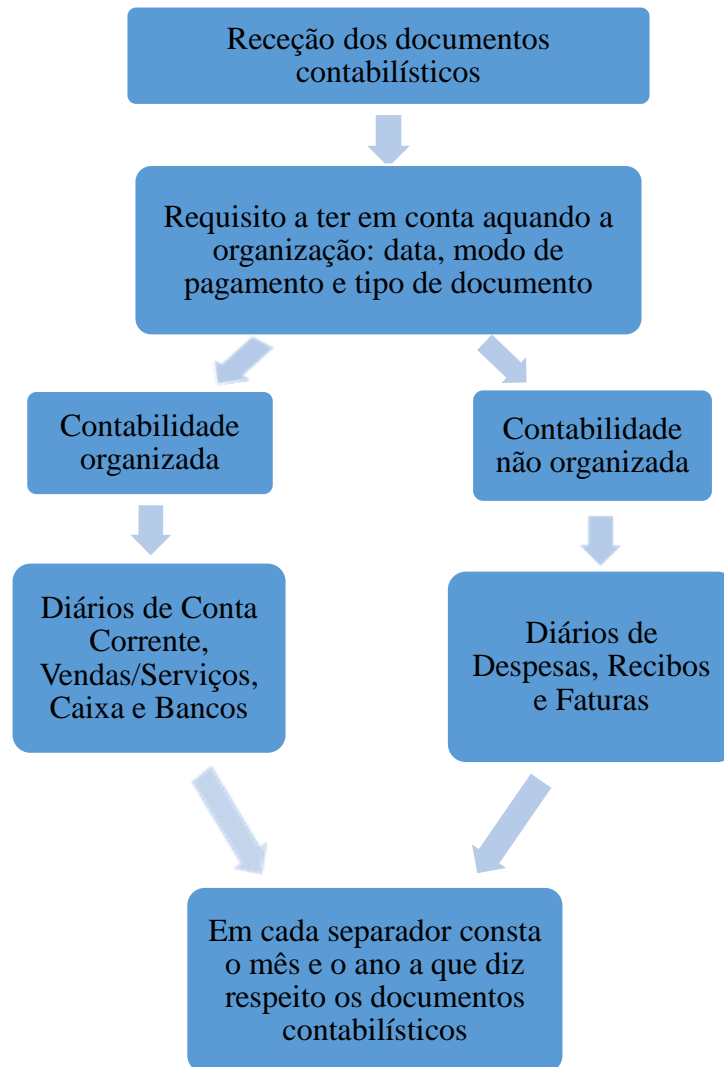 Receção dos documentos
contabilísticos
Requisito a ter em conta aquando a
organização: data, modo de
pagamento e tipo de documento
Contabilidade
organizada
Contabilidade
não organizada
Diários de Conta
Corrente,
Vendas/Serviços,
Caixa e Bancos
Diários de
Despesas, Recibos
e Faturas
Em cada separador consta
o mês e o ano a que diz
respeito os documentos
contabilísticos